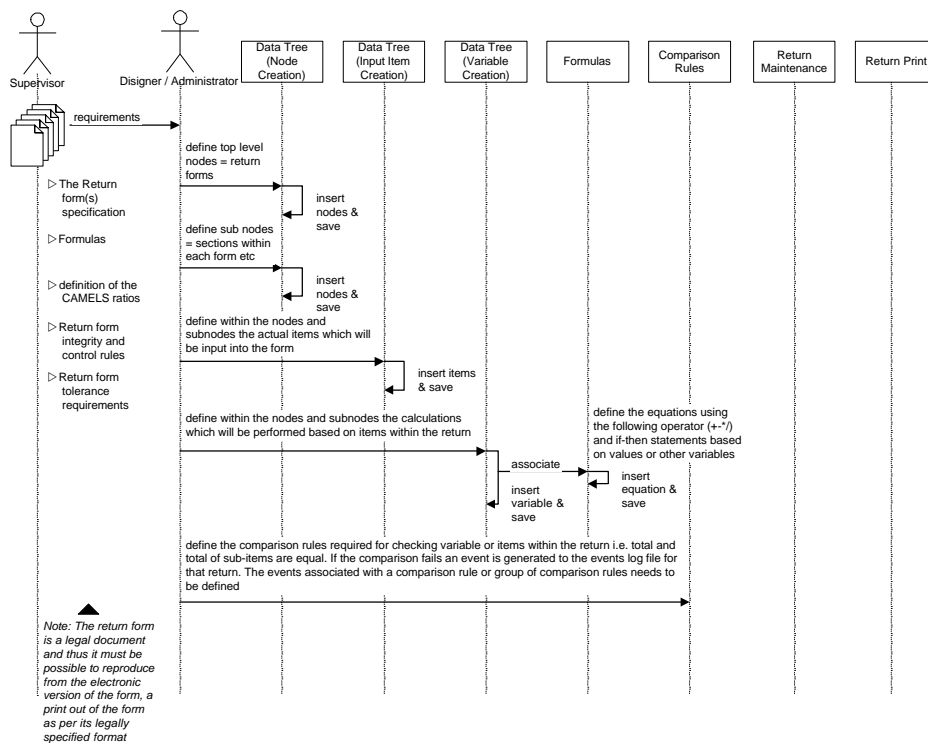 Supervisor
Disigner / Administrator
Data Tree
(Node
Creation)
Data Tree
(Input Item
Creation)
Data Tree
(Variable
Creation)
Formulas
Comparison
Rules
Return
Maintenance
Return Print
requirements
define top level
nodes = return
forms
insert
nodes &
save
▷ The Return
form(s)
specification
▷ Formulas
▷ definition of the
CAMELS ratios
▷ Return form
integrity and
control rules
▷ Return form
tolerance
requirements
define sub nodes
= sections within
each form etc
insert
nodes &
save
define within the nodes and
subnodes the actual items which will
be input into the form
insert items
& save
define within the nodes and subnodes the calculations
which will be performed based on items within the return
define the equations using
the following operator (+-*/)
and if-then statements based
on values or other variables
associate
insert
variable &
save
insert
equation &
save
define the comparison rules required for checking variable or items within the return i.e. total and
total of sub-items are equal. If the comparison fails an event is generated to the events log file for
that return. The events associated with a comparison rule or group of comparison rules needs to
be defined
Note: The return form
is a legal document
and thus it must be
possible to reproduce
from the electronic
version of the form, a
print out of the form
as per its legally
specified format